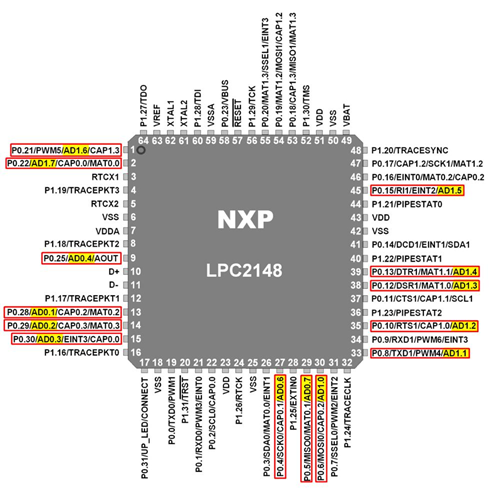 P1.27/TDO
VREF
XTAL1
XTAL2
P1.28/TDI
VSSA
P0.23/VBUS
RESET
P1.29/TCK
P0.20/MAT1.3/SSEL1/EINT3
P0.19/MAT1.2/MOSI1/CAP1.2
P0.18/CAP1.3/MISO1/MAT1.3
P1.30/TMS
VDD
VSS
VBAT
64 63 62 61 60 59 58 57 56 55 54 53 52 51 50 49
P0.21/PWM5/AD1.6/CAP1.3 1
P0.22/AD1.7/CAP0.0/MAT0.0 2
RTCX1 3
P1.19/TRACEPKT3 4
RTCX2 5
VSS 6
VDDA 7
P1.18/TRACEPKT2 8
P0.25/AD0.4/AOUT 9
D+ 10
D- 11
P1.17/TRACEPKT1 12
P0.28/AD0.1/CAP0.2/MAT0.2 13
P0.29/AD0.2/CAP0.3/MAT0.3 14
P0.30/AD0.3/EINT3/CAP0.0 15
P1.16/TRACEPKT0 16
NXP
LPC2148
48 P1.20/TRACESYNC
47 P0.17/CAP1.2/SCK1/MAT1.2
46 P0.16/EINT0/MAT0.2/CAP0.2
45 P0.15/RI1/EINT2/AD1.5
44 P1.21/PIPESTAT0
43 VDD
42 VSS
41 P0.14/DCD1/EINT1/SDA1
40 P1.22/PIPESTAT1
39 P0.13/DTR1/MAT1.1/AD1.4
38 P0.12/DSR1/MAT1.0/AD1.3
37 P0.11/CTS1/CAP1.1/SCL1
36 P1.23/PIPESTAT2
35 P0.10/RTS1/CAP1.0/AD1.2
34 P0.9/RXD1/PWM6/EINT3
33 P0.8/TXD1/PWM4/AD1.1
17 18 19 20 21 22 23 24 25 26 27 28 29 30 31 32
P0.31/UP_LED/CONNECT
VSS
P0.0/TXD0/PWM1
P1.31/TRST
P0.1/RXD0/PWM3/EINT0
P0.2/SCL0/CAP0.0
VDD
P1.26/RTCK
VSS
P0.3/SDA0/MAT0.0/EINT1
P0.4/SCK0/CAP0.1/AD0.6
P1.25/EXTIN0
P0.5/MISO0/MAT0.1/AD0.7
P0.6/MOSI0/CAP0.2/AD1.0
P0.7/SSEL0/PWM2/EINT2
P1.24/TRACECLK